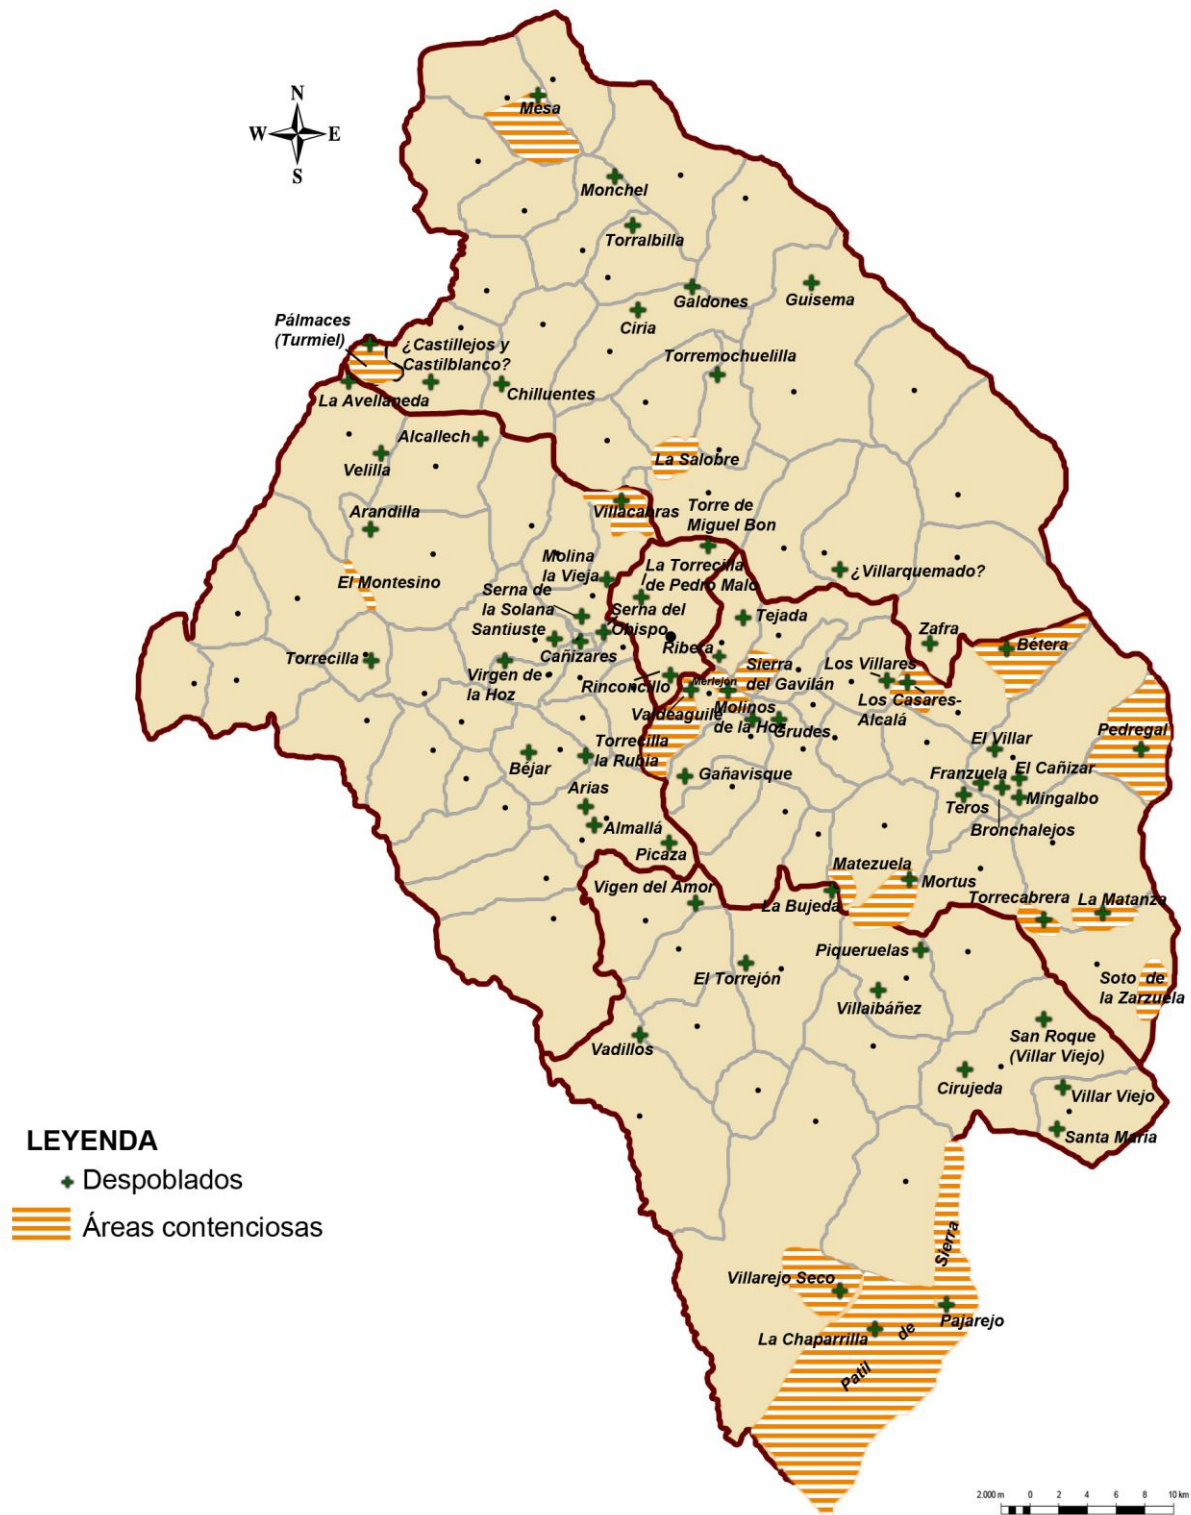 N
W
E
S
Mesa
Monchel
Torralbilla
Galdones
Guisema
Ciria
Pálmaces
(Turmiel)
¿Castillejos y
Castilblanco?
Torremochuelilla
La Avellaneda
Chilluentes
Alcallech
Velilla
La Salobre
Arandilla
Villacabras
Torre de
Miguel Bon
Molina
la Vieja
La Torrecilla
de Pedro Malo
¿Villarquemado?
El Montesino
Serna de
la Solana
Serna del
Obispo
Tejada
Santiuste
Cañizares
Ribera
Zafra
Bétera
Torrecilla
Virgen de
la Hoz
Rinconcillo
Merlejón
Sierra
del Gavilán
Los Villares
Los Casares-
Alcalá
Valdeaguile
Molinos
de la Hoz
Grudes
Pedregal
Béjar
Torrecilla
la Rubia
Gañavisque
El Villar
Franzuela
El Cañizar
Teros
Mingalbo
Arias
Almallá
Bronchalejos
Picaza
Matezuela
Mortus
Vigen del Amor
La Bujeda
Torrecabrera
La Matanza
Piqueruelas
El Torrejón
Villaibáñez
Soto de
la Zarzuela
Vadillos
San Roque
(Villar Viejo)
Cirujeda
Villar Viejo
Santa María
LEYENDA
Despoblados
Áreas contenciosas
Sierra
de
Patil
Villarejo Seco
La Chaparrilla
Pajarejo
2.000 m 0 2 4 6 8 10 km